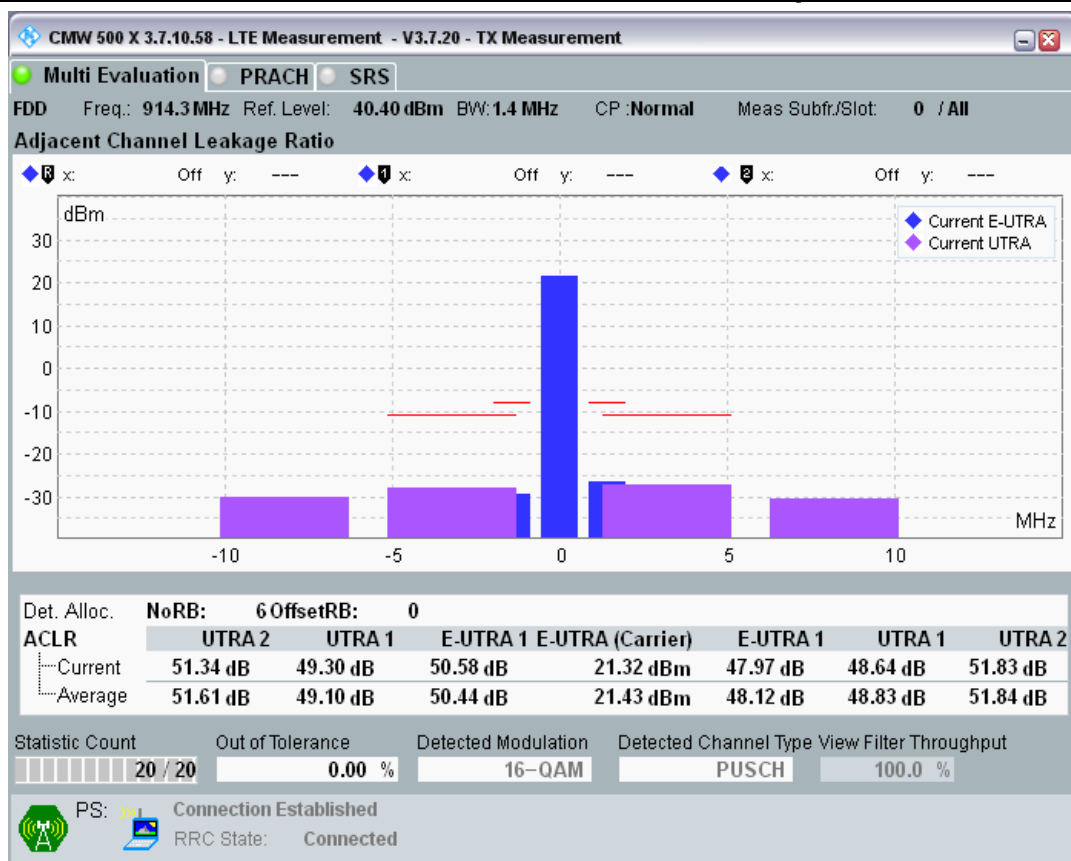 CMW 500 X 3.7.10.58 - LTE Measurement - V3.7.20 - TX Measurement
Multi Evaluation PRACH SRS
FDD Freq.: 914.3 MHz Ref. Level: 40.40 dBm BW: 1.4 MHz CP :Normal Meas Subfr./Slot: 0 / All
Adjacent Channel Leakage Ratio
R x: Off y: --- 1 x: Off y: --- 2 x: Off y: ---
dBm
Current E-UTRA
Current UTRA
30
20
10
0
-10
-20
-30
MHz
-10 -5 0 5 10
Det. Alloc. NoRB: 6 OffsetRB: 0
ACLR UTRA 2 UTRA 1 E-UTRA 1 E-UTRA (Carrier) E-UTRA 1 UTRA 1 UTRA 2
Current 51.34 dB 49.30 dB 50.58 dB 21.32 dBm 47.97 dB 48.64 dB 51.83 dB
Average 51.61 dB 49.10 dB 50.44 dB 21.43 dBm 48.12 dB 48.83 dB 51.84 dB
Statistic Count Out of Tolerance Detected Modulation Detected Channel Type View Filter Throughput
20 / 20 0.00 % 16-QAM PUSCH 100.0 %
PS: Connection Established
RRC State: Connected